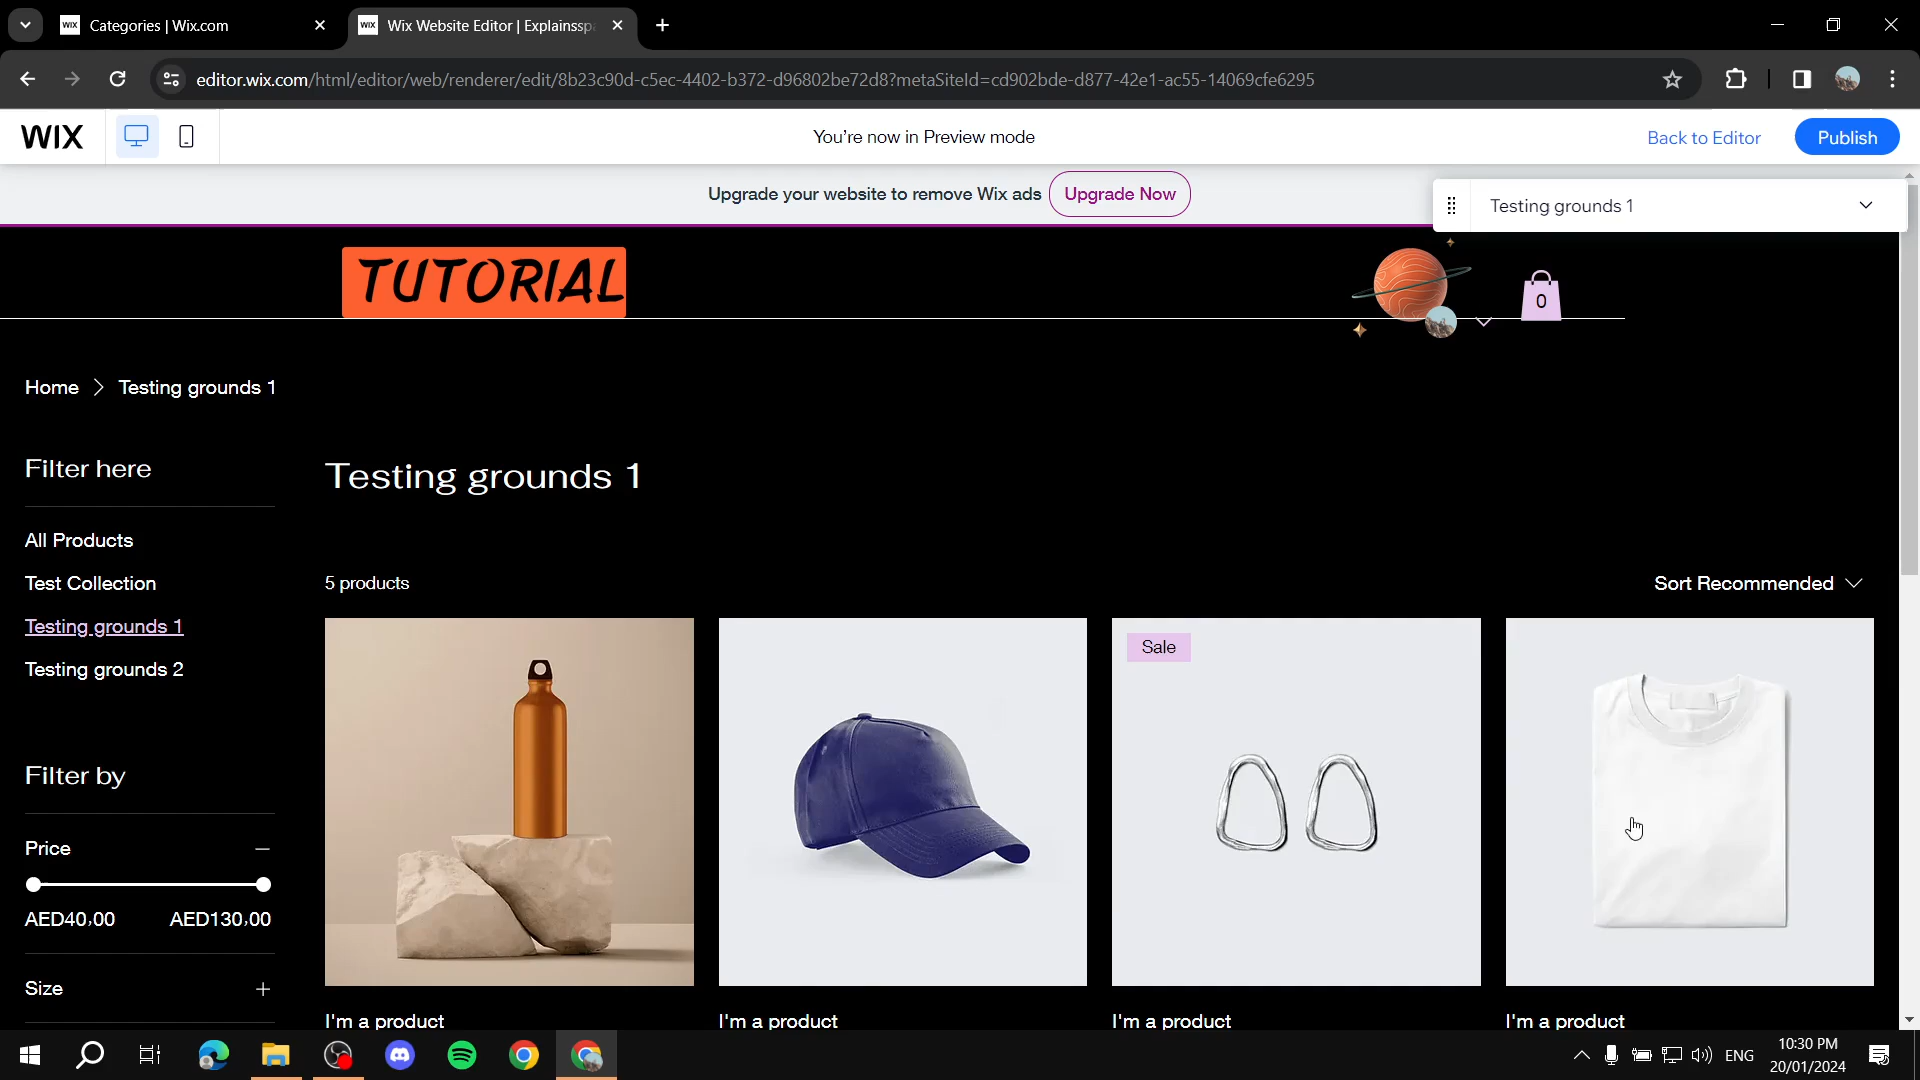 Categories | Wix.com
Wix Website Editor | Explainssp
editor.wix.com/html/editor/web/renderer/edit/8b23c90d-c5ec-4402-b372-d96802be72d8?metaSiteId=cd902bde-d877-42e1-ac55-14069cfe6295
WIX
You're now in Preview mode
Back to Editor
Publish
Upgrade your website to remove Wix ads
Upgrade Now
Testing grounds 1
TUTORIAL
0
Home > Testing grounds 1
Filter here
Testing grounds 1
All Products
Test Collection
Testing grounds 1
Testing grounds 2
5 products
Sort Recommended
Sale
Filter by
Price
AED40.00
AED130.00
Size
I'm a product
I'm a product
I'm a product
I'm a product
ENG
10:30 PM
20/01/2024